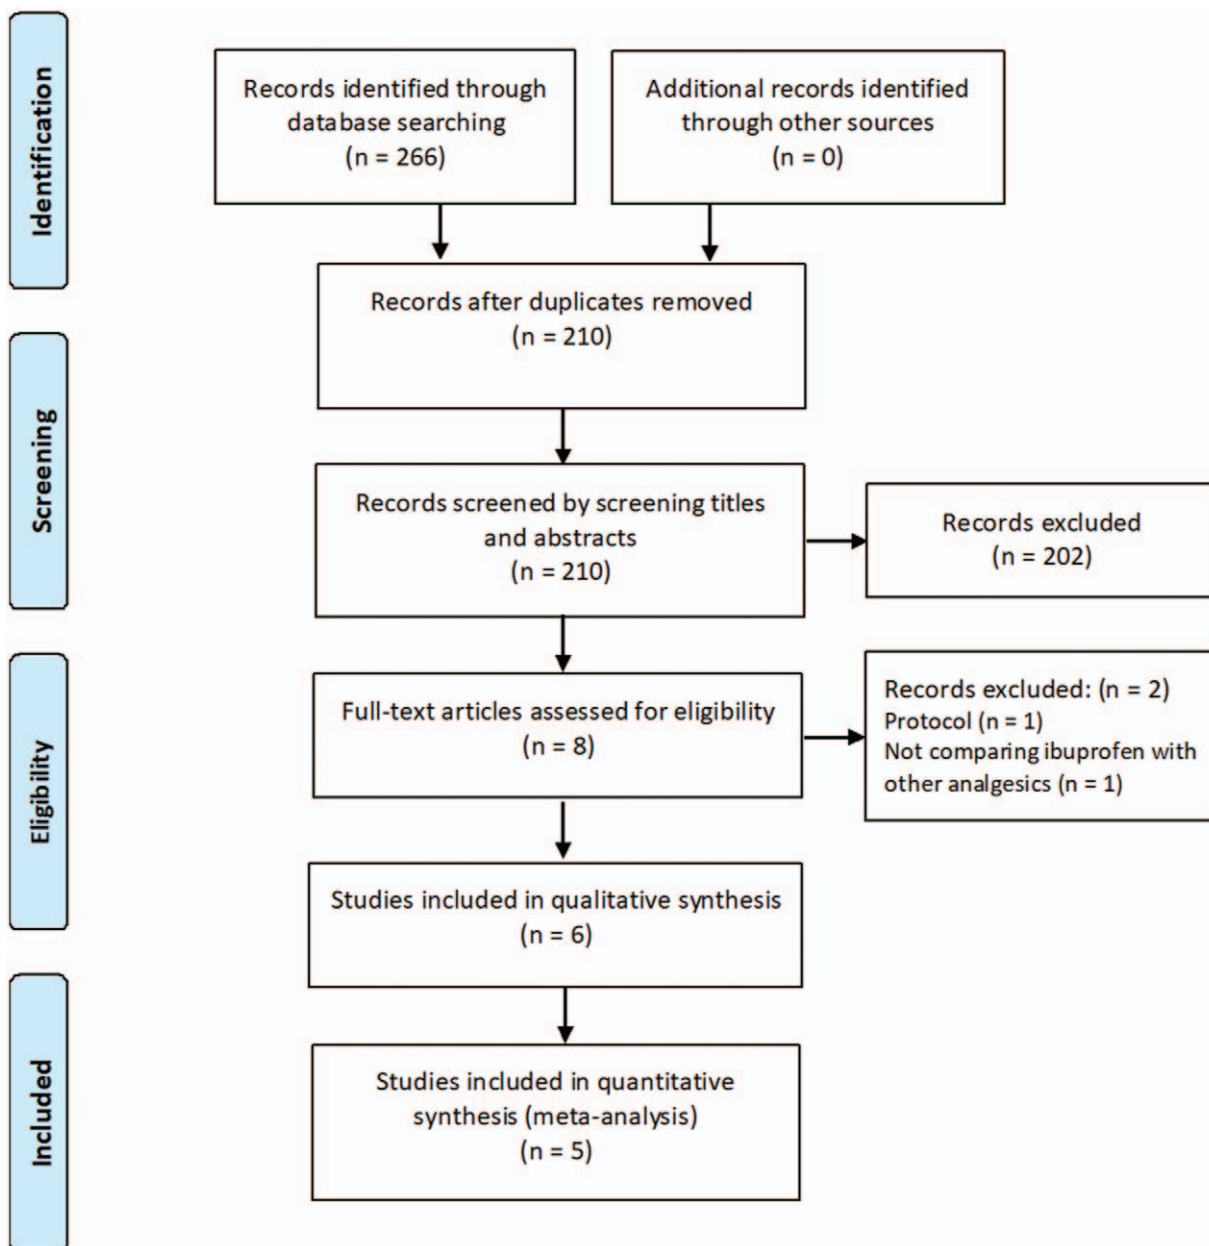 Identification
Records identified through
database searching
(n = 266)
Additional records identified
through other sources
(n = 0)
Records after duplicates removed
(n = 210)
Screening
Records screened by screening titles
and abstracts
(n = 210)
Records excluded
(n = 202)
Eligibility
Full-text articles assessed for eligibility
(n = 8)
Records excluded: (n = 2)
Protocol (n = 1)
Not comparing ibuprofen with
other analgesics (n = 1)
Studies included in qualitative synthesis
(n = 6)
Included
Studies included in quantitative
synthesis (meta-analysis)
(n = 5)